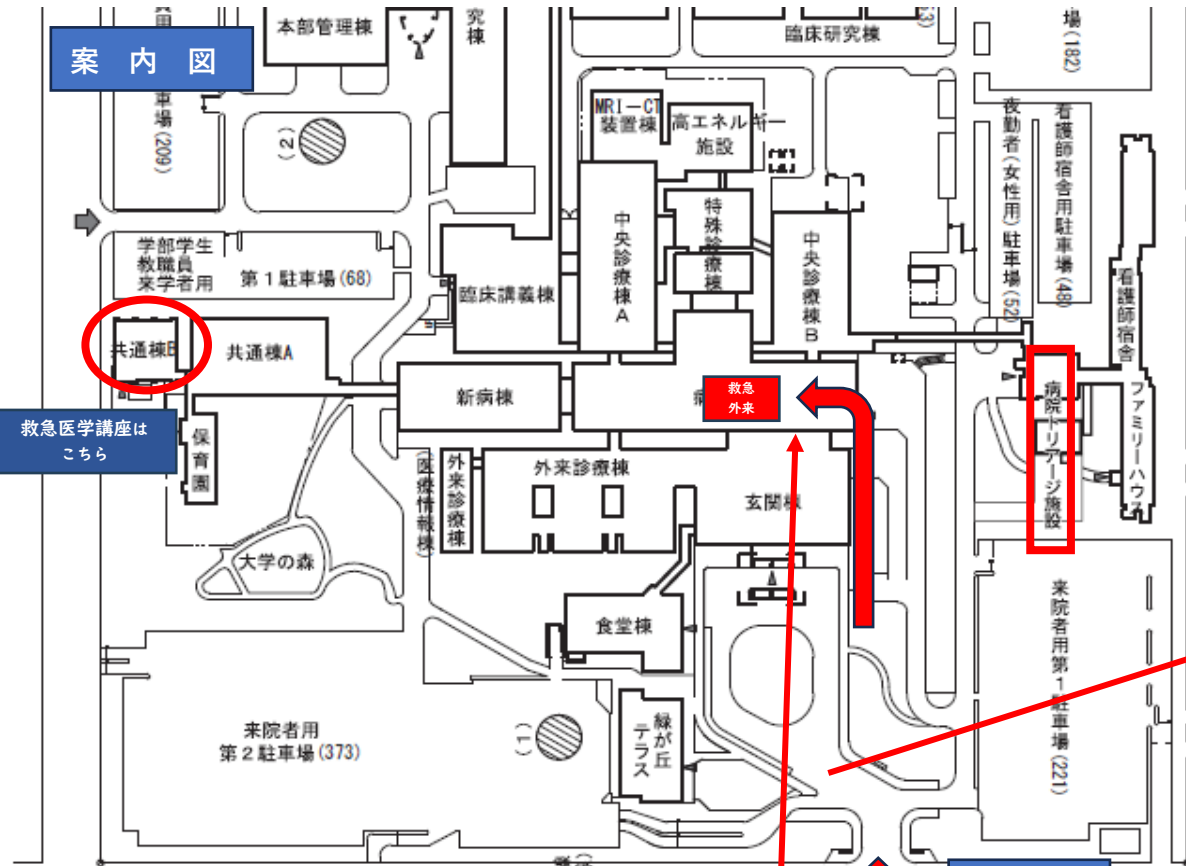 案内図
本部管理棟
究棟
臨床研究棟
場(182)
車場(209)
(2)
MRI－CT
装置棟
高エネルギー
施設
夜勤者(女性用)駐車場(52)
看護師宿舎用駐車場(48)
学部学生
教職員
来学者用
第1駐車場(68)
臨床講義棟
中央診療棟A
特殊診療棟
中央診療棟B
看護師宿舎
共通棟B
共通棟A
新病棟
救急
外来
病院トリアージ施設
ファミリーハウス
救急医学講座は
こちら
保育園
(医療情報棟)
外来診療棟
外来診療棟
玄関棟
大学の森
食堂棟
来院者用第1駐車場(221)
来院者用
第2駐車場(373)
(1)
緑が丘
テラス